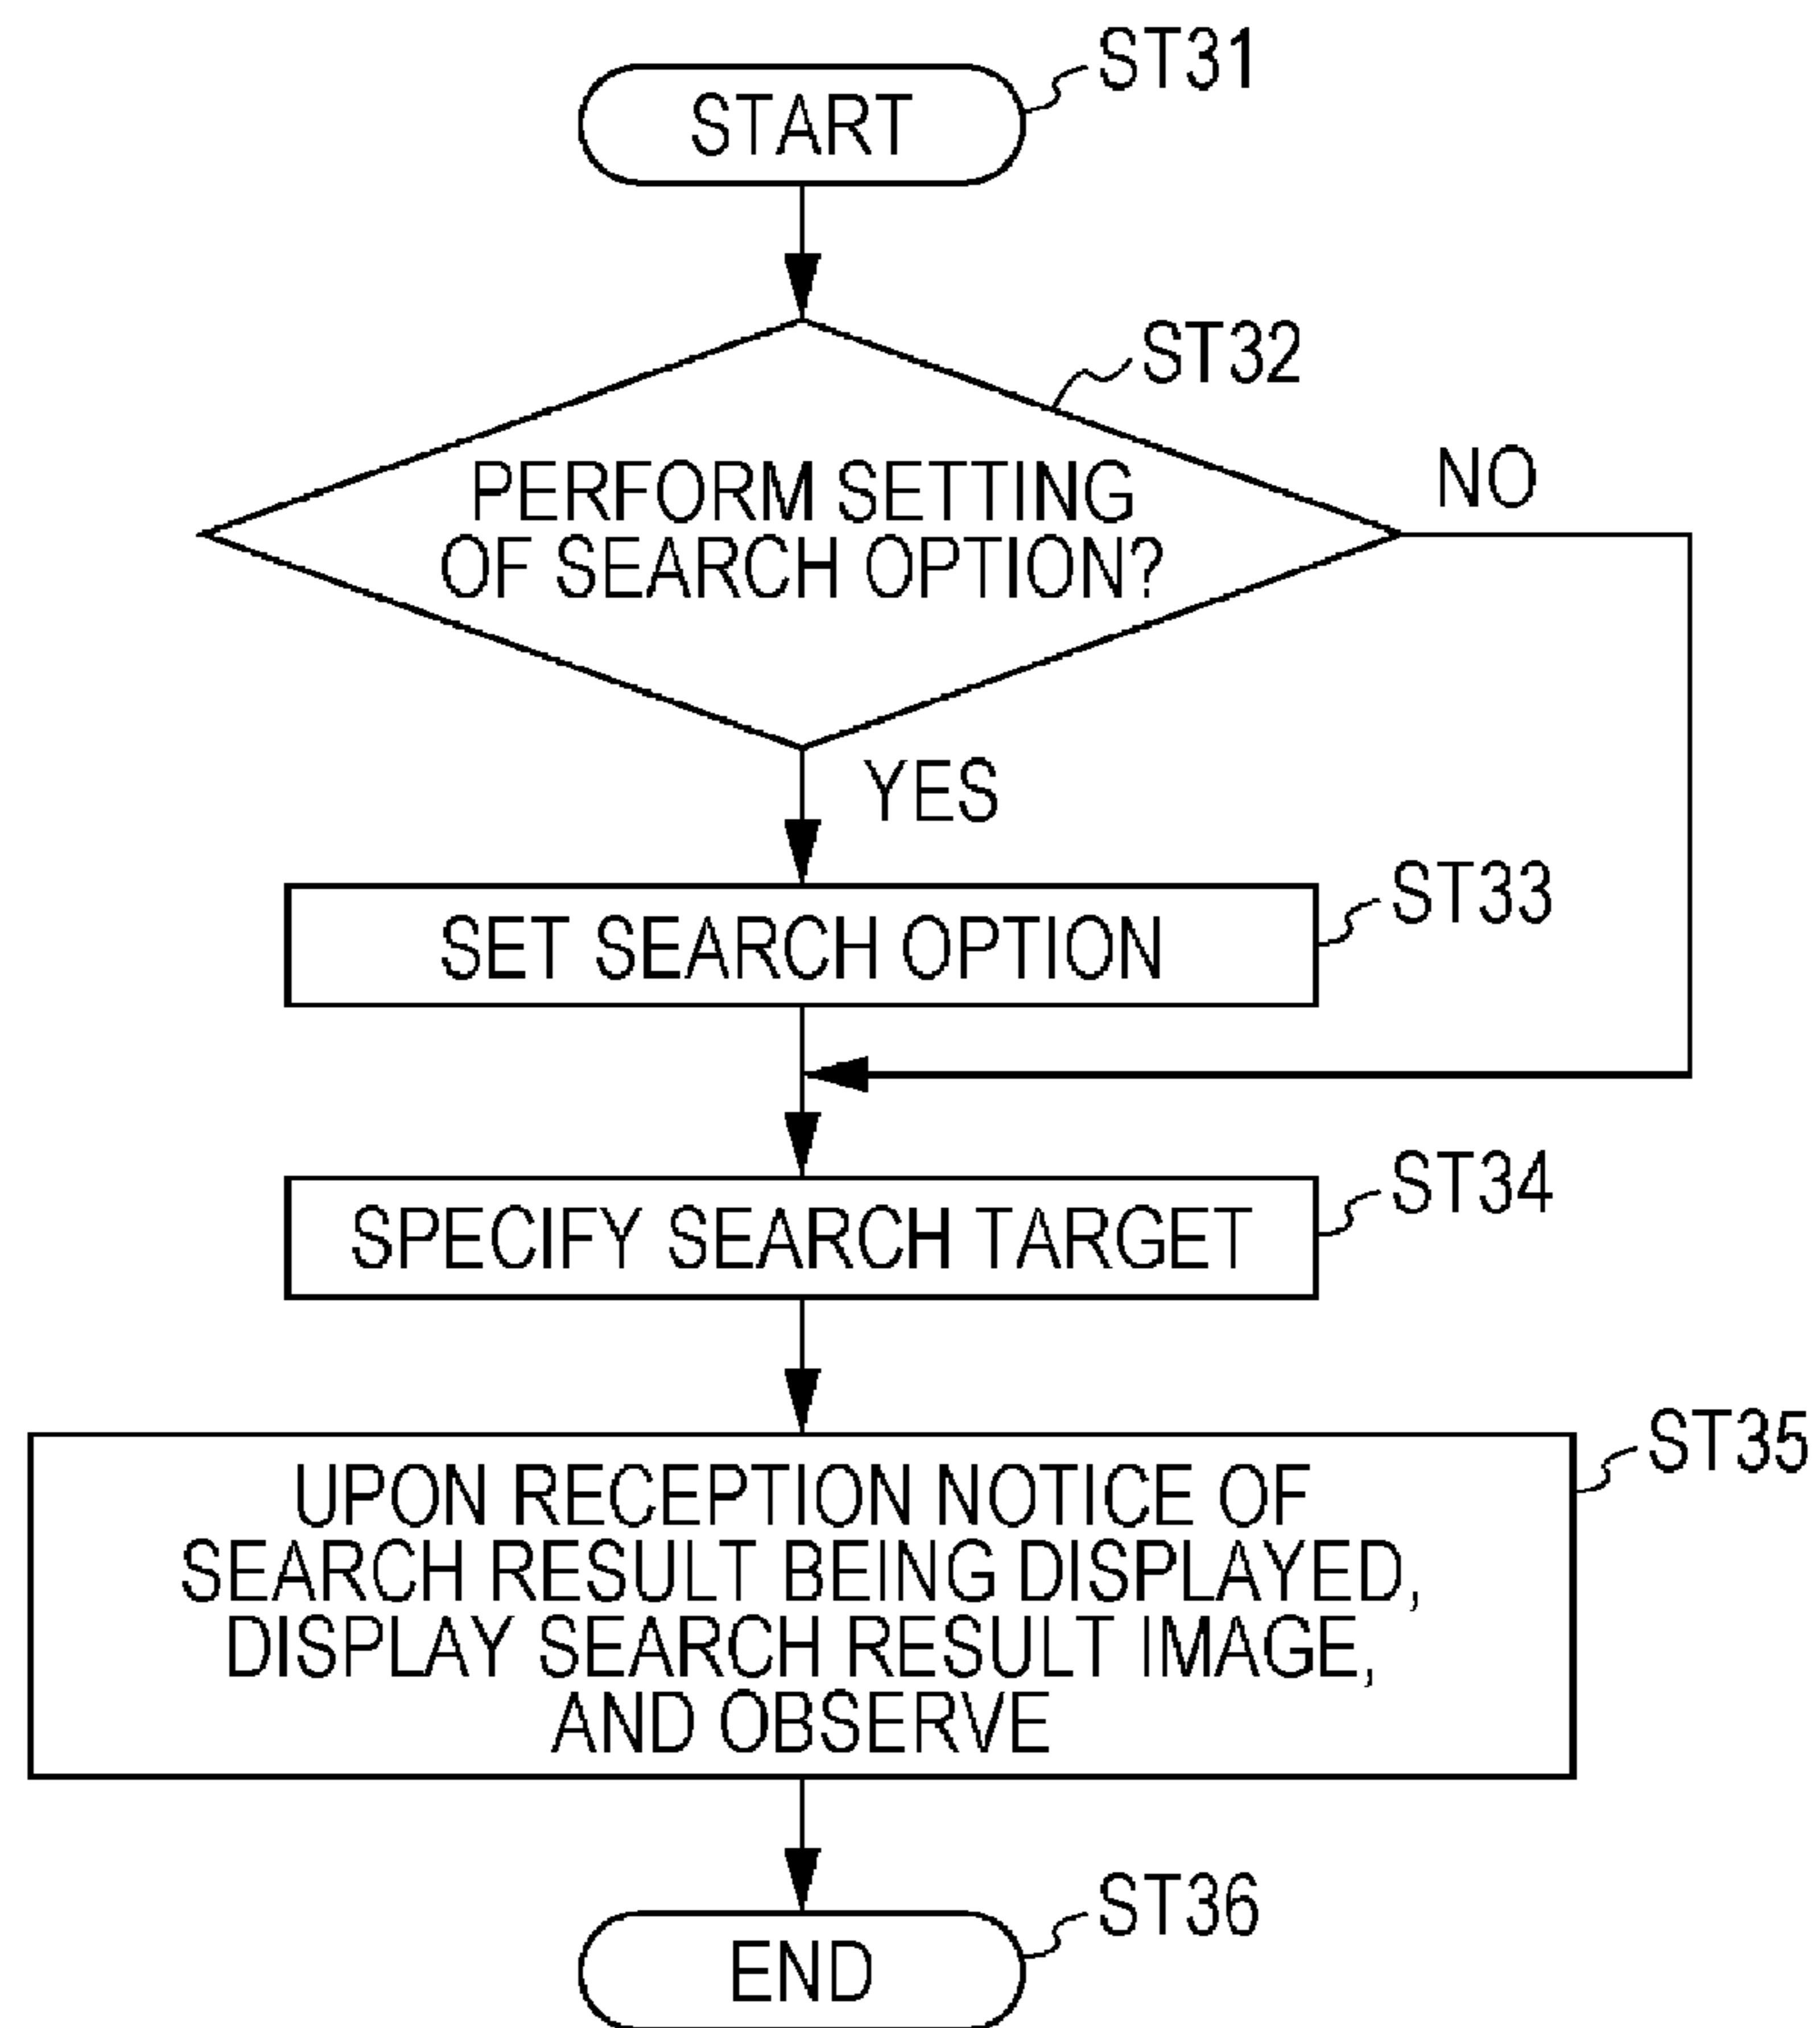 ST31
START
ST32
PERFORM SETTING
OF SEARCH OPTION?
NO
YES
ST33
SET SEARCH OPTION
ST34
SPECIFY SEARCH TARGET
ST35
UPON RECEPTION NOTICE OF
SEARCH RESULT BEING DISPLAYED,
DISPLAY SEARCH RESULT IMAGE,
AND OBSERVE
ST36
END